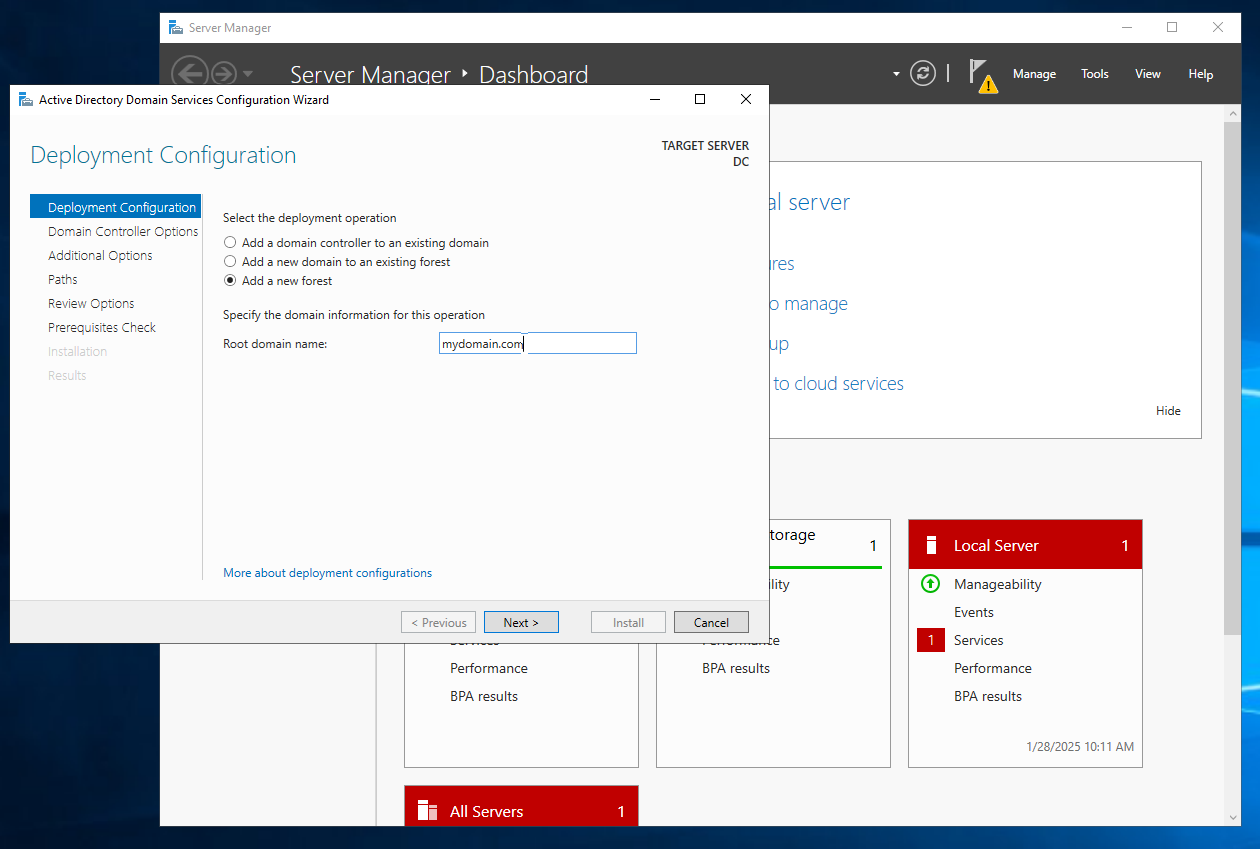 Server Manager
Server Manager Dashboard
Manage Tools View Help
Active Directory Domain Services Configuration Wizard
Deployment Configuration
TARGET SERVER
DC
Deployment Configuration
Domain Controller Options
Additional Options
Paths
Review Options
Prerequisites Check
Installation
Results
Select the deployment operation
Add a domain controller to an existing domain
Add a new domain to an existing forest
Add a new forest
Specify the domain information for this operation
Root domain name: mydomain.com
More about deployment configurations
< Previous Next > Install Cancel
al server
res
o manage
up
to cloud services
Hide
Services
Performance
BPA results
torage 1
ility
Performance
BPA results
Local Server 1
Manageability
Events
1 Services
Performance
BPA results
1/28/2025 10:11 AM
All Servers 1